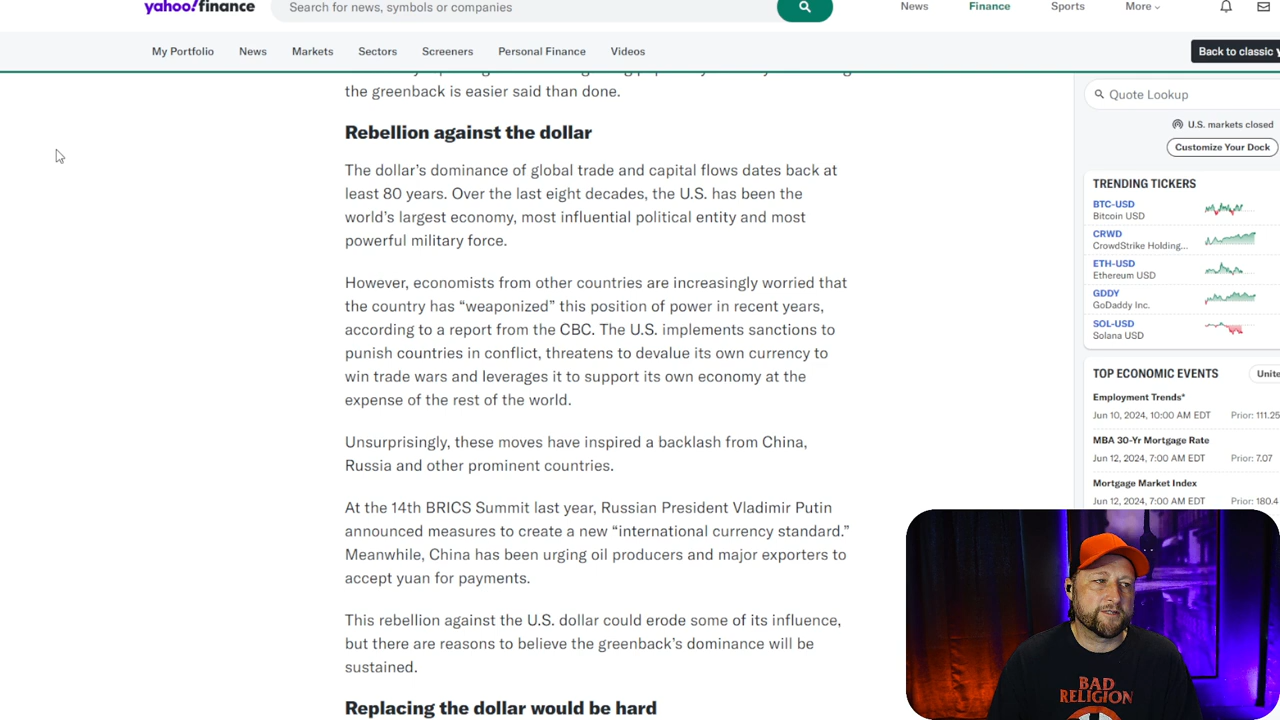 yahoo!finance
Search for news, symbols or companies
News
Finance
Sports
More
My Portfolio
News
Markets
Sectors
Screeners
Personal Finance
Videos
Back to classic
the greenback is easier said than done.
Rebellion against the dollar
The dollar’s dominance of global trade and capital flows dates back at
least 80 years. Over the last eight decades, the U.S. has been the
world’s largest economy, most influential political entity and most
powerful military force.
However, economists from other countries are increasingly worried that
the country has “weaponized” this position of power in recent years,
according to a report from the CBC. The U.S. implements sanctions to
punish countries in conflict, threatens to devalue its own currency to
win trade wars and leverages it to support its own economy at the
expense of the rest of the world.
Unsurprisingly, these moves have inspired a backlash from China,
Russia and other prominent countries.
At the 14th BRICS Summit last year, Russian President Vladimir Putin
announced measures to create a new “international currency standard.”
Meanwhile, China has been urging oil producers and major exporters to
accept yuan for payments.
This rebellion against the U.S. dollar could erode some of its influence,
but there are reasons to believe the greenback’s dominance will be
sustained.
Replacing the dollar would be hard
Quote Lookup
U.S. markets closed
Customize Your Dock
TRENDING TICKERS
BTC-USD
Bitcoin USD
CRWD
CrowdStrike Holding...
ETH-USD
Ethereum USD
GDDY
GoDaddy Inc.
SOL-USD
Solana USD
TOP ECONOMIC EVENTS
Unite
Employment Trends*
Jun 10, 2024, 10:00 AM EDT Prior: 111.25
MBA 30-Yr Mortgage Rate
Jun 12, 2024, 7:00 AM EDT Prior: 7.07
Mortgage Market Index
Jun 12, 2024, 7:00 AM EDT Prior: 180.4
BAD
RELIGION